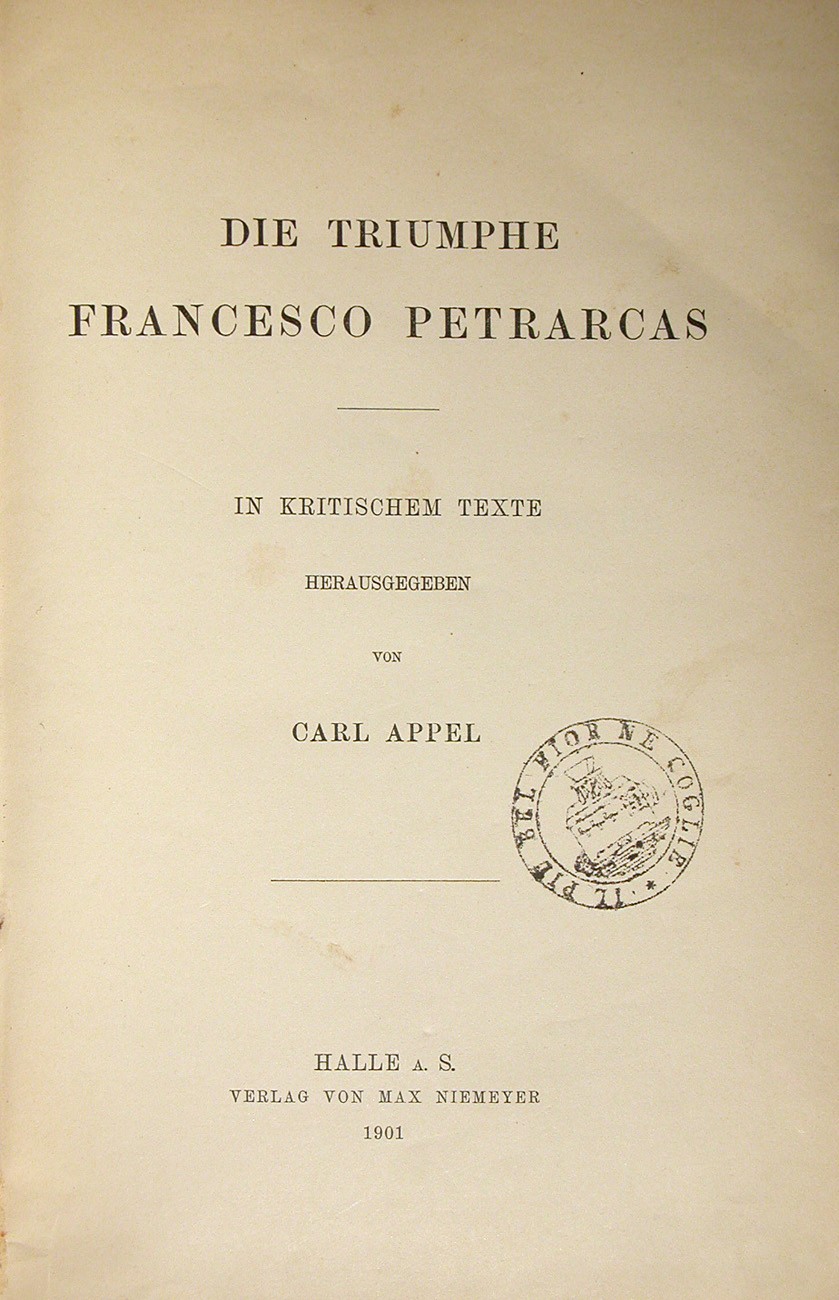 DIE TRIUMPHE
FRANCESCO PETRARCAS
IN KRITISCHEM TEXTE
HERAUSGEGEBEN
VON
CARL APPEL
IL PIU BEL FIOR NE COGLIE *
HALLE A. S.
VERLAG VON MAX NIEMEYER
1901